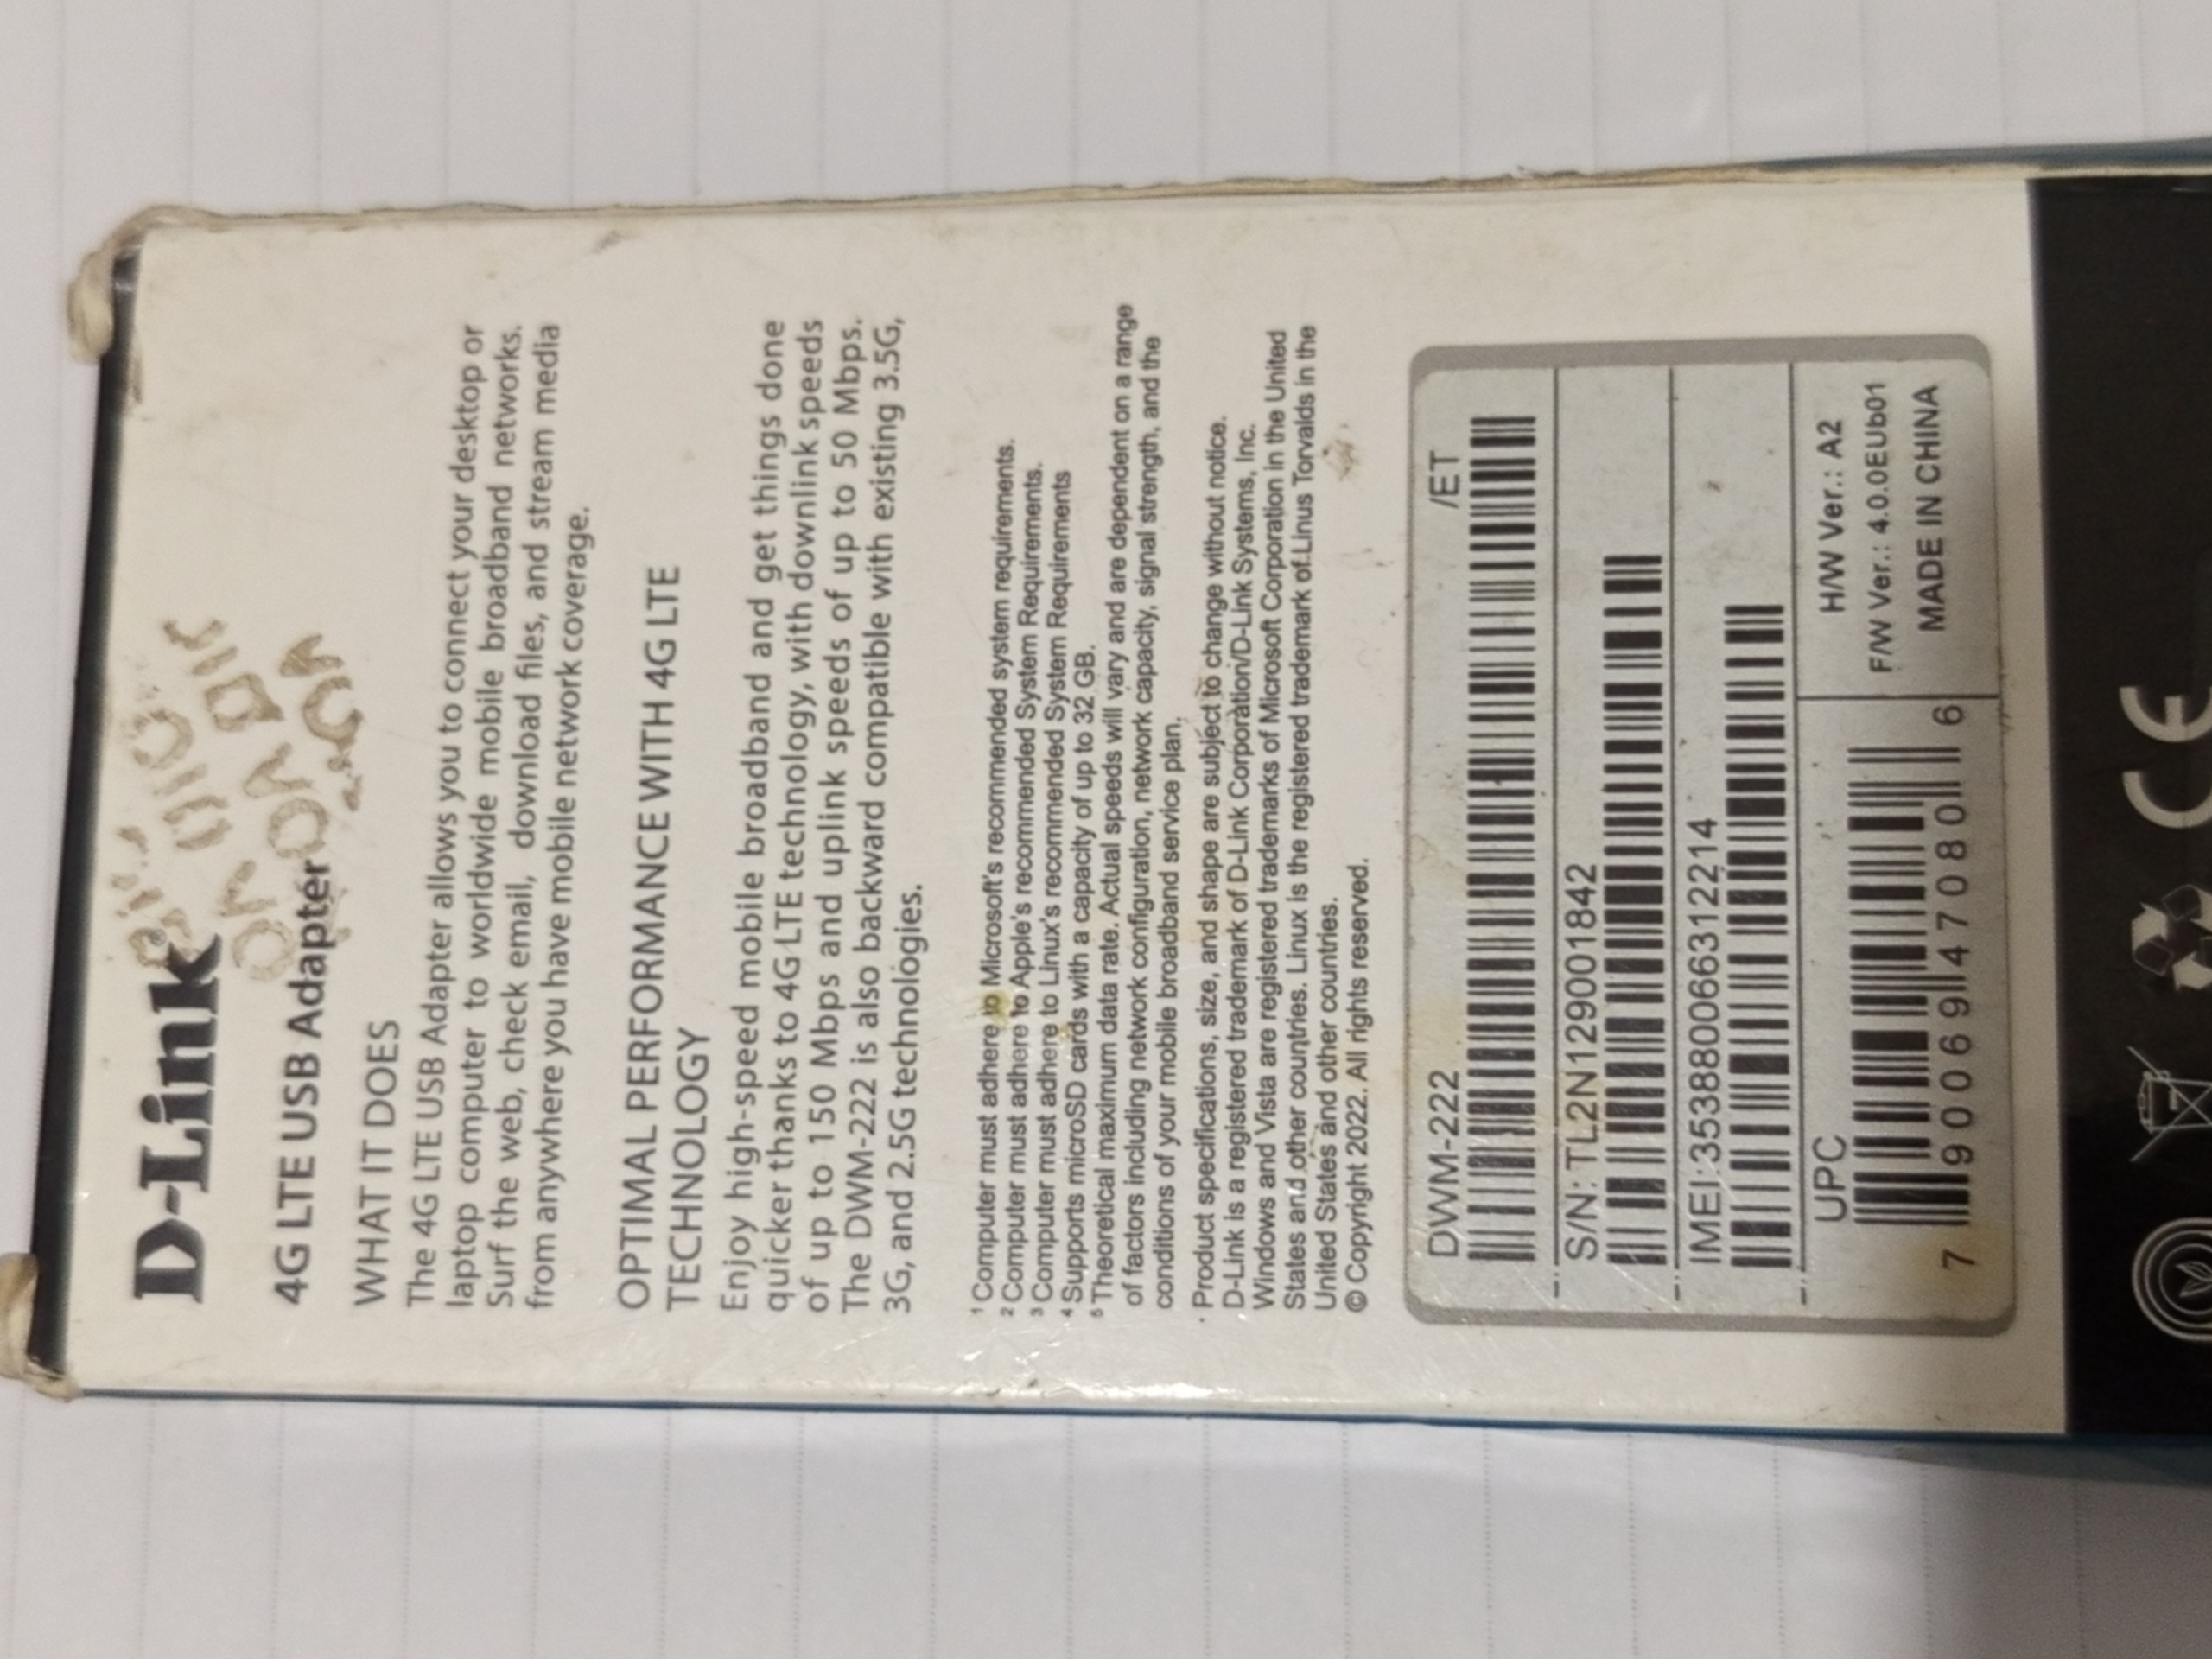 D-Link
4G LTE USB Adapter
WHAT IT DOES
The 4G LTE USB Adapter allows you to connect your desktop or
laptop computer to worldwide mobile broadband networks.
Surf the web, check email, download files, and stream media
from anywhere you have mobile network coverage.
OPTIMAL PERFORMANCE WITH 4G LTE
TECHNOLOGY
Enjoy high-speed mobile broadband and get things done
quicker thanks to 4G LTE technology, with downlink speeds
of up to 150 Mbps and uplink speeds of up to 50 Mbps.
The DWM-222 is also backward compatible with existing 3.5G,
3G, and 2.5G technologies.
¹ Computer must adhere to Microsoft's recommended system requirements.
² Computer must adhere to Apple's recommended System Requirements.
³ Computer must adhere to Linux's recommended System Requirements
⁴ Supports microSD cards with a capacity of up to 32 GB.
⁵ Theoretical maximum data rate. Actual speeds will vary and are dependent on a range
of factors including network configuration, network capacity, signal strength, and the
conditions of your mobile broadband service plan.
Product specifications, size, and shape are subject to change without notice.
D-Link is a registered trademark of D-Link Corporation/D-Link Systems, Inc.
Windows and Vista are registered trademarks of Microsoft Corporation in the United
States and other countries. Linux is the registered trademark of Linus Torvalds in the
United States and other countries.
© Copyright 2022. All rights reserved.
DWM-222 /ET
S/N: TL2N129001842
IMEI:353880066312214
UPC
7 90069 47080 6
H/W Ver.: A2
F/W Ver.: 4.0.0EUb01
MADE IN CHINA
CE